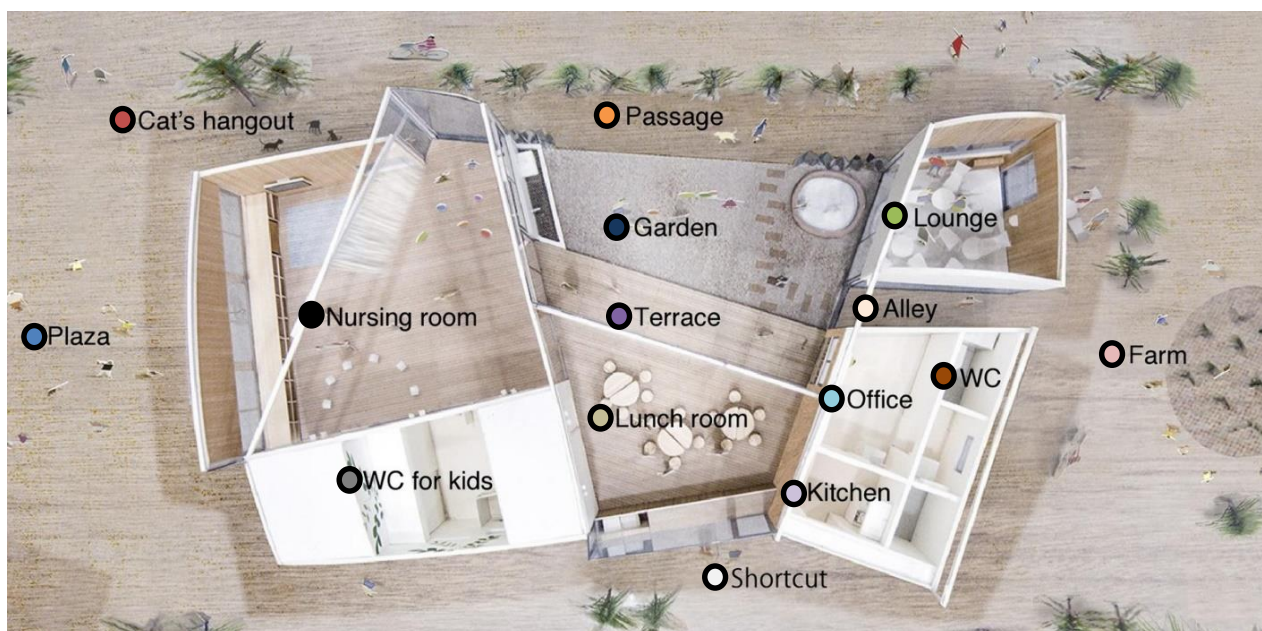 Cat's hangout
Passage
Garden
Lounge
Nursing room
Terrace
Alley
Plaza
Farm
WC
Office
Lunch room
WC for kids
Kitchen
Shortcut